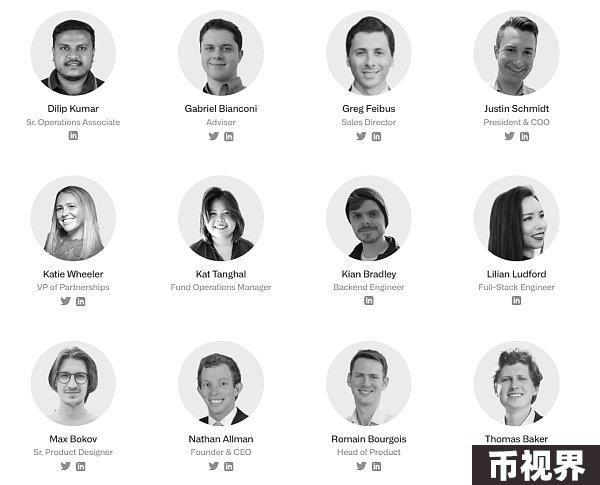 Dilip Kumar
Sr. Operations Associate
Gabriel Bianconi
Advisor
Greg Feibus
Sales Director
Justin Schmidt
President & COO
Katie Wheeler
VP of Partnerships
Kat Tanghal
Fund Operations Manager
Kian Bradley
Backend Engineer
Lilian Ludford
Full-Stack Engineer
Max Bokov
Sr. Product Designer
Nathan Allman
Founder & CEO
Romain Bourgois
Head of Product
Thomas Baker
币视界